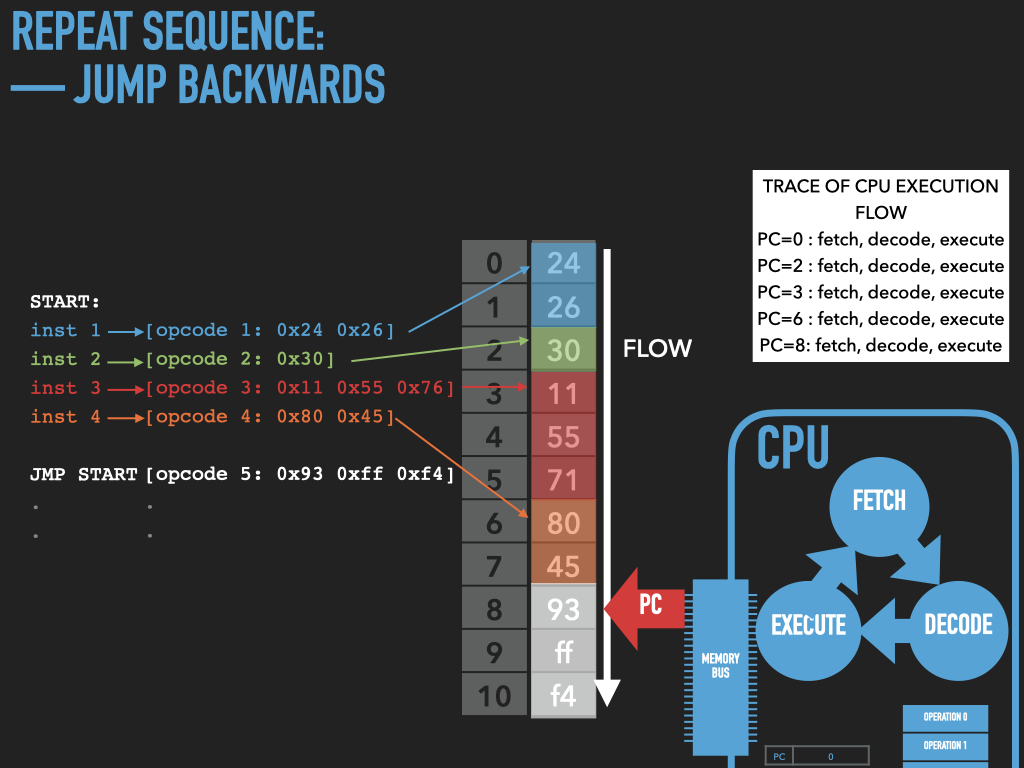 REPEAT SEQUENCE:
— JUMP BACKWARDS
TRACE OF CPU EXECUTION
FLOW
PC=0 : fetch, decode, execute
PC=2 : fetch, decode, execute
PC=3 : fetch, decode, execute
PC=6 : fetch, decode, execute
PC=8: fetch, decode, execute
START:
inst 1 [opcode 1: 0x24 0x26]
inst 2 [opcode 2: 0x30]
inst 3 [opcode 3: 0x11 0x55 0x76]
inst 4 [opcode 4: 0x80 0x45]
JMP START [opcode 5: 0x93 0xff 0xf4]
. .
. .
0 24
1 26
2 30
3 11
4 55
5 71
6 80
7 45
8 93
9 ff
10 f4
FLOW
PC
CPU
FETCH
EXECUTE
DECODE
MEMORY
BUS
OPERATION 0
OPERATION 1
PC 0